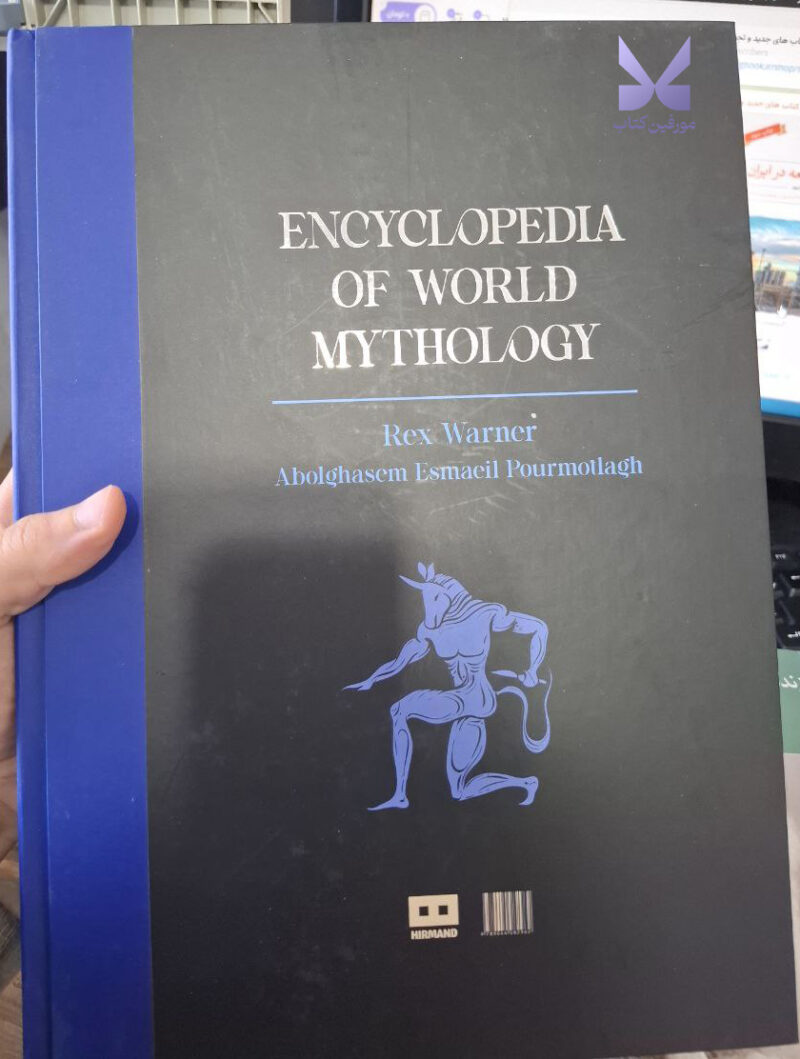 مورفین کتاب
ENCYCLOPEDIA
OF WORLD
MYTHOLOGY
Rex Warner
Abolghasem Esmaeil Pourmotlagh
HIRMAND